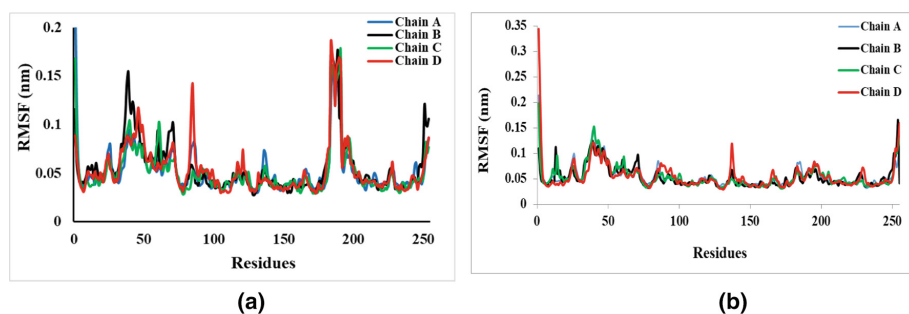 0.2
0.15
0.1
0.05
0
RMSF (nm)
Chain A
Chain B
Chain C
Chain D
0 50 100 150 200 250
Residues
(a)
0.35
0.3
0.25
0.2
0.15
0.1
0.05
0
RMSF (nm)
Chain A
Chain B
Chain C
Chain D
0 50 100 150 200 250
Residues
(b)